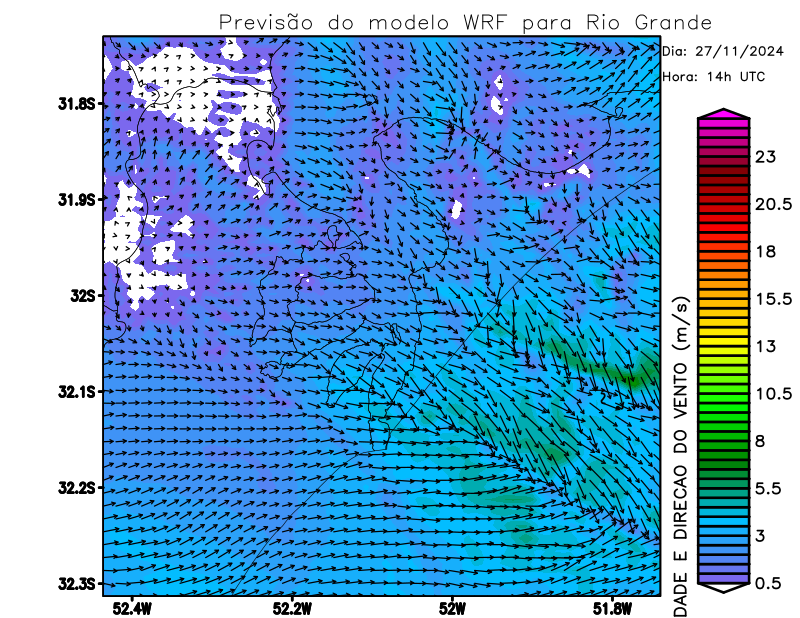 Previsão do modelo WRF para Rio Grande
Dia: 27/11/2024
Hora: 14h UTC
31.8S
31.9S
32S
32.1S
32.2S
32.3S
52.4W
52.2W
52W
51.8W
DADE E DIRECAO DO VENTO (m/s)
23
20.5
18
15.5
13
10.5
8
5.5
3
0.5